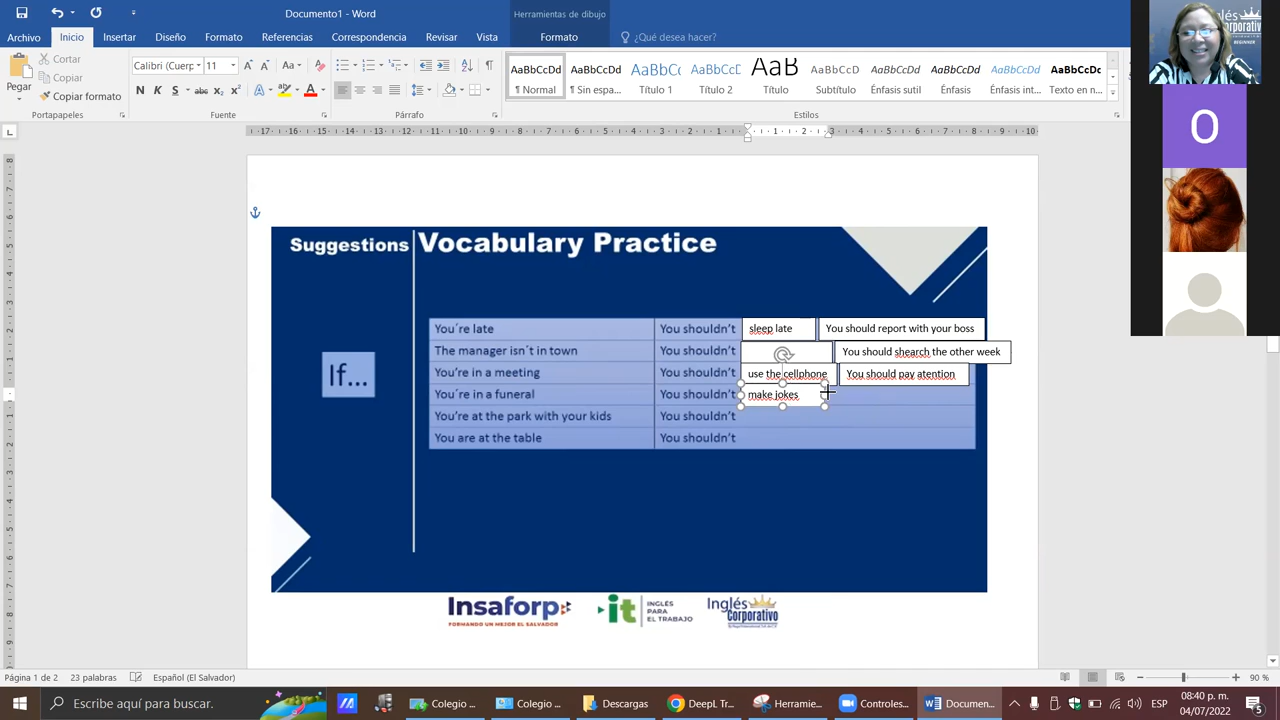 Documento1 - Word
Herramientas de dibujo
Archivo Inicio Insertar Diseño Formato Referencias Correspondencia Revisar Vista Formato ¿Qué desea hacer?
Cortar
Copiar
Copiar formato
Pegar
Calibri (Cuerp 11
N K S abc x₂ x²
Portapapeles Fuente Párrafo Estilos
AaBbCcDd AaBbCcDd AaBbCc AaBbCcD AaB AaBbCcD AaBbCcDd AaBbCcDd AaBbCcDd AaBbCcDc
¶ Normal ¶ Sin espa... Título 1 Título 2 Título Subtítulo Énfasis sutil Énfasis Énfasis int... Texto en n...
Inglés
Corporativo
BEGINNER
O
Suggestions Vocabulary Practice
If...
You´re late You shouldn't sleep late You should report with your boss
The manager isn´t in town You shouldn't You should shearch the other week
You're in a meeting You shouldn't use the cellphone You should pay atention
You´re in a funeral You shouldn't make jokes
You're at the park with your kids You shouldn't
You are at the table You shouldn't
Insaforp
FORMANDO UN MEJOR EL SALVADOR
it INGLÉS PARA EL TRABAJO
Inglés Corporativo
Página 1 de 2 23 palabras Español (El Salvador) 90 %
Escribe aquí para buscar.
Colegio ... Colegio ... Descargas DeepL Tr... Herramie... Controles... Documen...
ESP
08:40 p. m.
04/07/2022
5